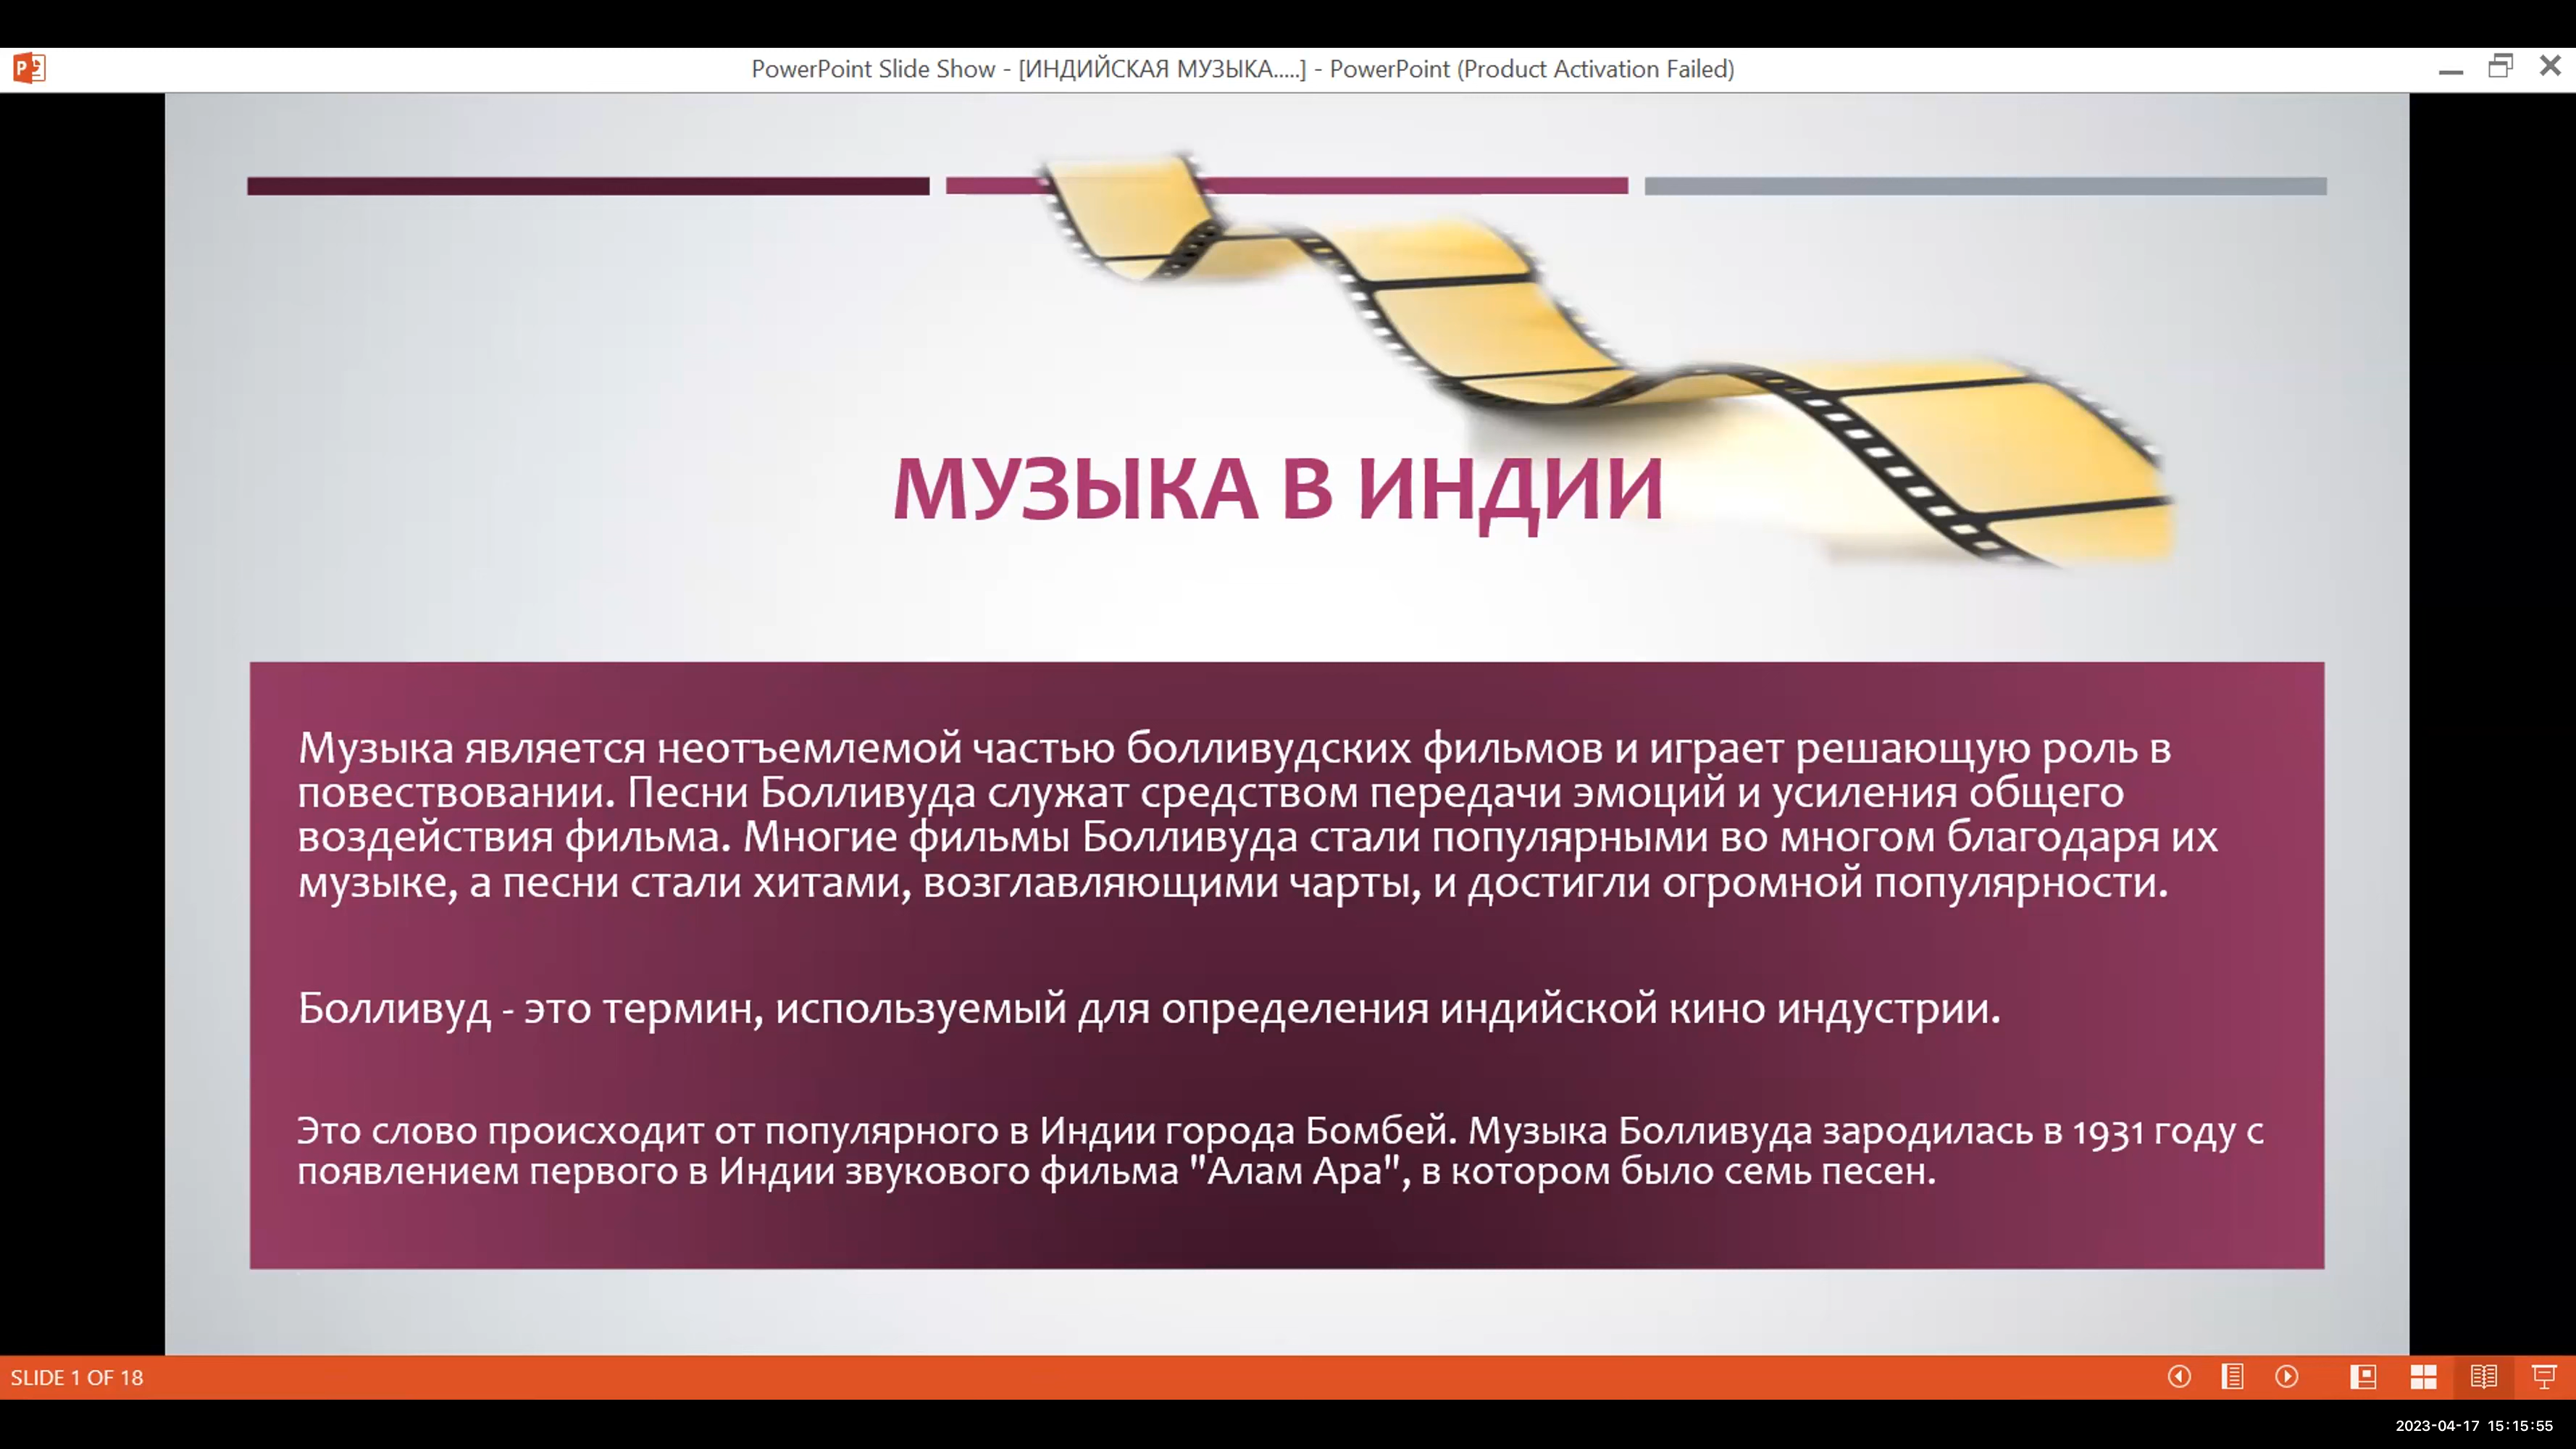 PowerPoint Slide Show - [ИНДИЙСКАЯ МУЗЫКА.....] - PowerPoint (Product Activation Failed)
МУЗЫКА В ИНДИИ
Музыка является неотъемлемой частью болливудских фильмов и играет решающую роль в
повествовании. Песни Болливуда служат средством передачи эмоций и усиления общего
воздействия фильма. Многие фильмы Болливуда стали популярными во многом благодаря их
музыке, а песни стали хитами, возглавляющими чарты, и достигли огромной популярности.
Болливуд - это термин, используемый для определения индийской кино индустрии.
Это слово происходит от популярного в Индии города Бомбей. Музыка Болливуда зародилась в 1931 году с
появлением первого в Индии звукового фильма "Алам Ара", в котором было семь песен.
SLIDE 1 OF 18
2023-04-17 15:15:55